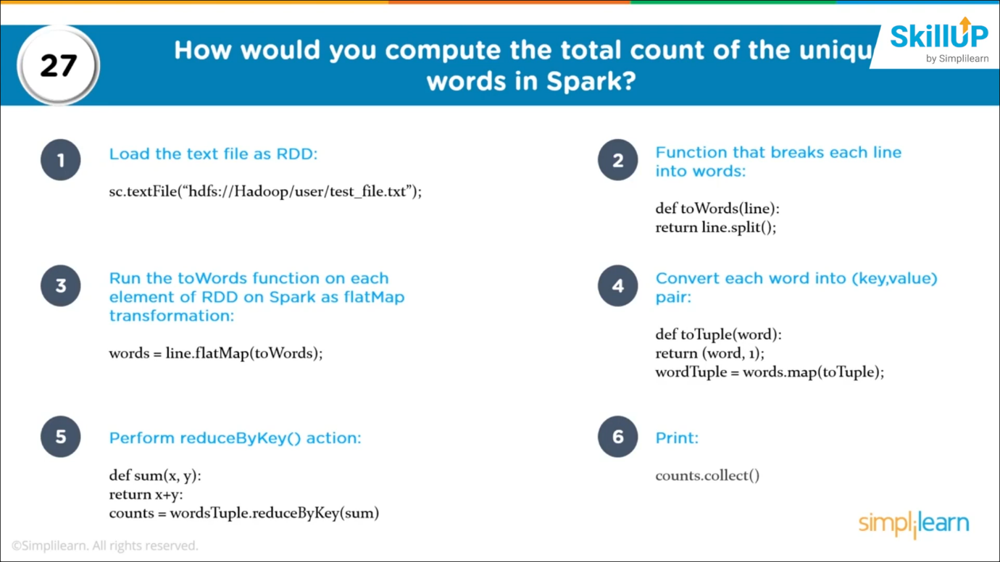 27
How would you compute the total count of the uniqu
words in Spark?
SkillUP
by Simplilearn
1
Load the text file as RDD:
sc.textFile(“hdfs://Hadoop/user/test_file.txt”);
2
Function that breaks each line
into words:
def toWords(line):
return line.split();
3
Run the toWords function on each
element of RDD on Spark as flatMap
transformation:
words = line.flatMap(toWords);
4
Convert each word into (key,value)
pair:
def toTuple(word):
return (word, 1);
wordTuple = words.map(toTuple);
5
Perform reduceByKey() action:
def sum(x, y):
return x+y:
counts = wordsTuple.reduceByKey(sum)
6
Print:
counts.collect()
simplilearn
©Simplilearn. All rights reserved.